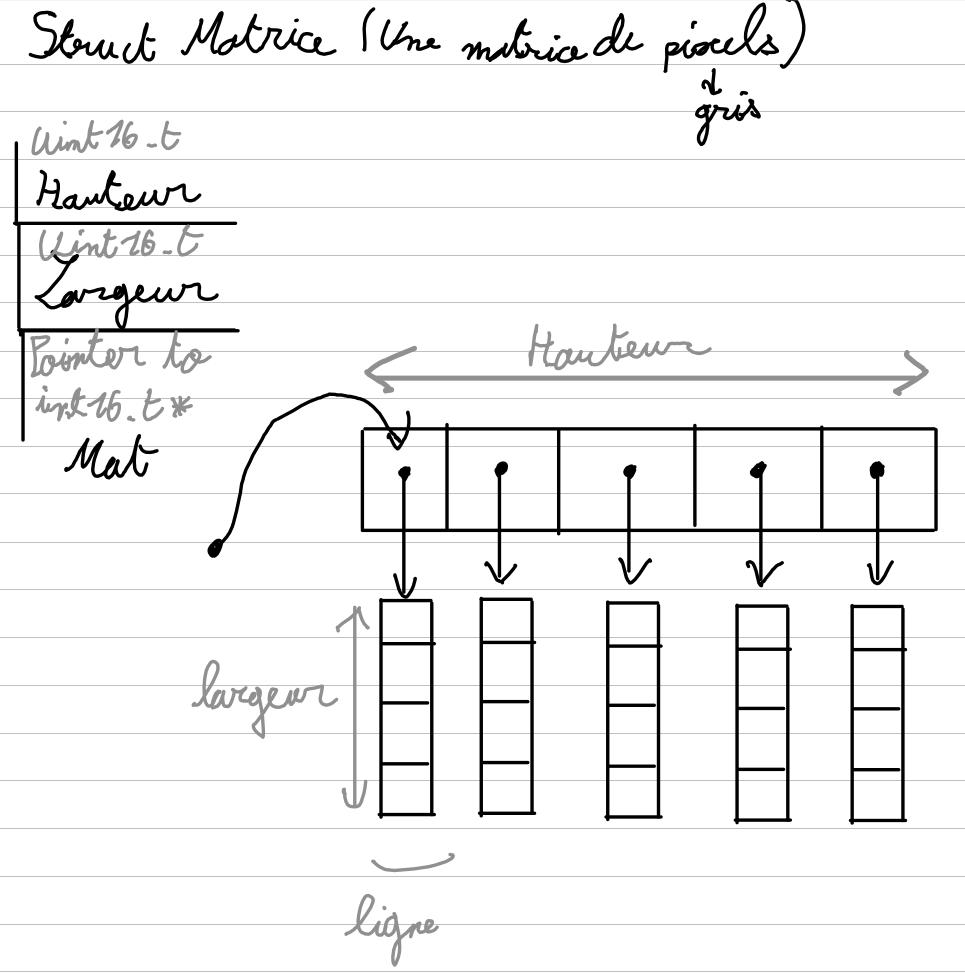 Struct Matrice (Une matrice de pixels)
gris
Uint16_t
Hauteur
Uint16_t
Largeur
Pointer to
int16_t*
Mat
Hauteur
largeur
ligne